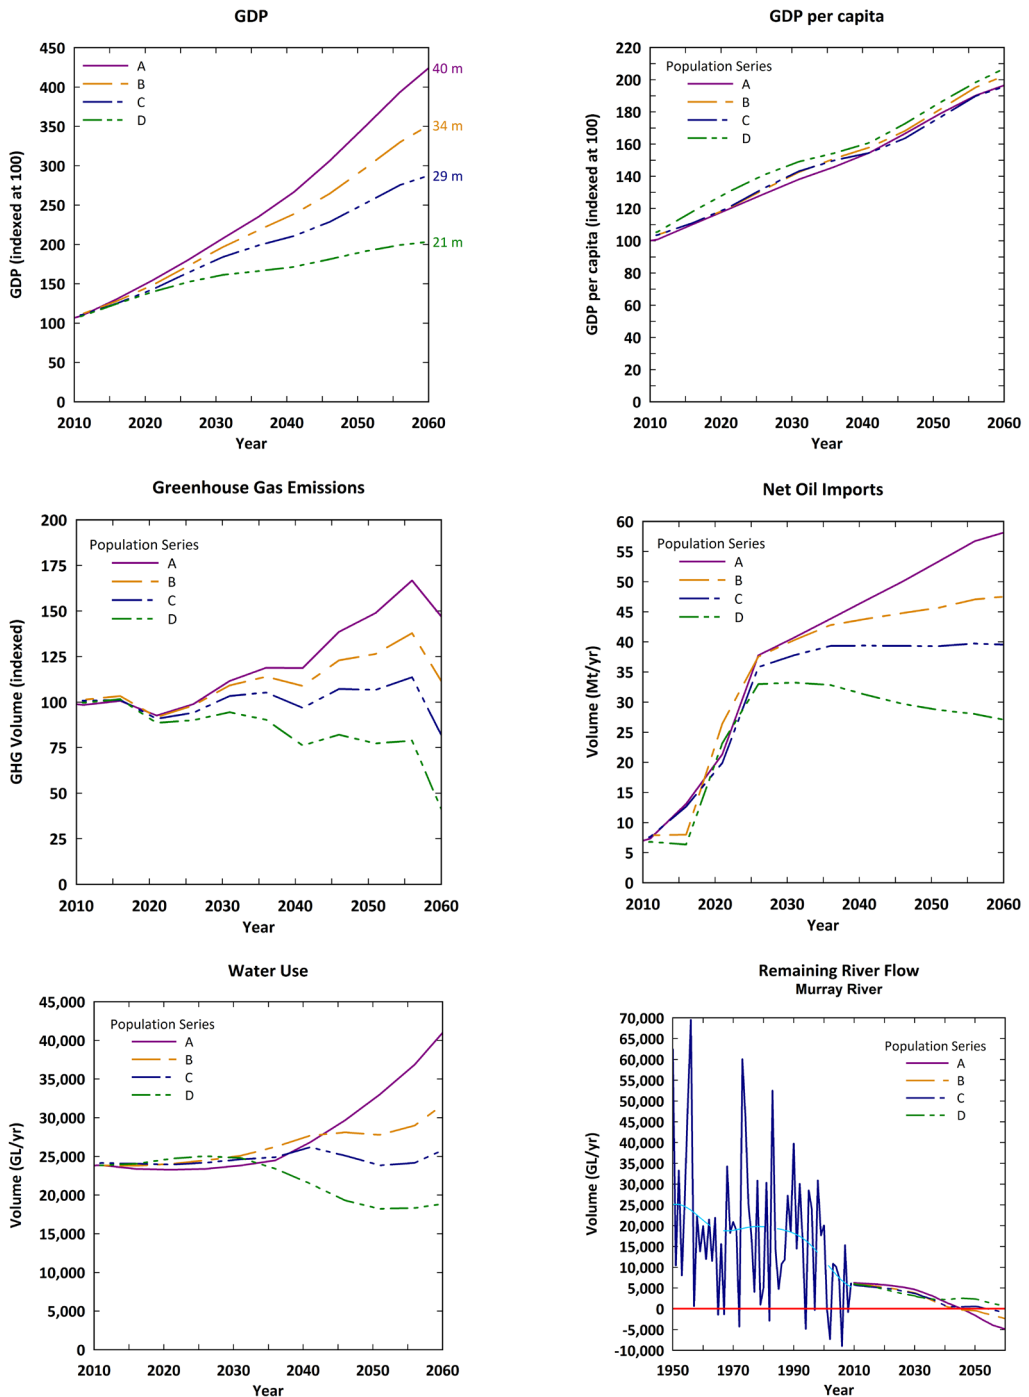 GDP
GDP (indexed at 100)
450
400
350
300
250
200
150
100
50
0
A
B
C
D
40 m
34 m
29 m
21 m
2010 2020 2030 2040 2050 2060
Year
GDP per capita
GDP per capita (indexed at 100)
220
200
180
160
140
120
100
80
60
40
20
0
Population Series
A
B
C
D
2010 2020 2030 2040 2050 2060
Year
Greenhouse Gas Emissions
GHG Volume (indexed)
200
175
150
125
100
75
50
25
0
Population Series
A
B
C
D
2010 2020 2030 2040 2050 2060
Year
Net Oil Imports
Volume (Mt/yr)
60
55
50
45
40
35
30
25
20
15
10
5
0
Population Series
A
B
C
D
2010 2020 2030 2040 2050 2060
Year
Water Use
Volume (GL/yr)
45,000
40,000
35,000
30,000
25,000
20,000
15,000
10,000
5,000
0
Population Series
A
B
C
D
2010 2020 2030 2040 2050 2060
Year
Remaining River Flow
Murray River
Volume (GL/yr)
70,000
65,000
60,000
55,000
50,000
45,000
40,000
35,000
30,000
25,000
20,000
15,000
10,000
5,000
0
-5,000
-10,000
Population Series
A
B
C
D
1950 1970 1990 2010 2030 2050
Year